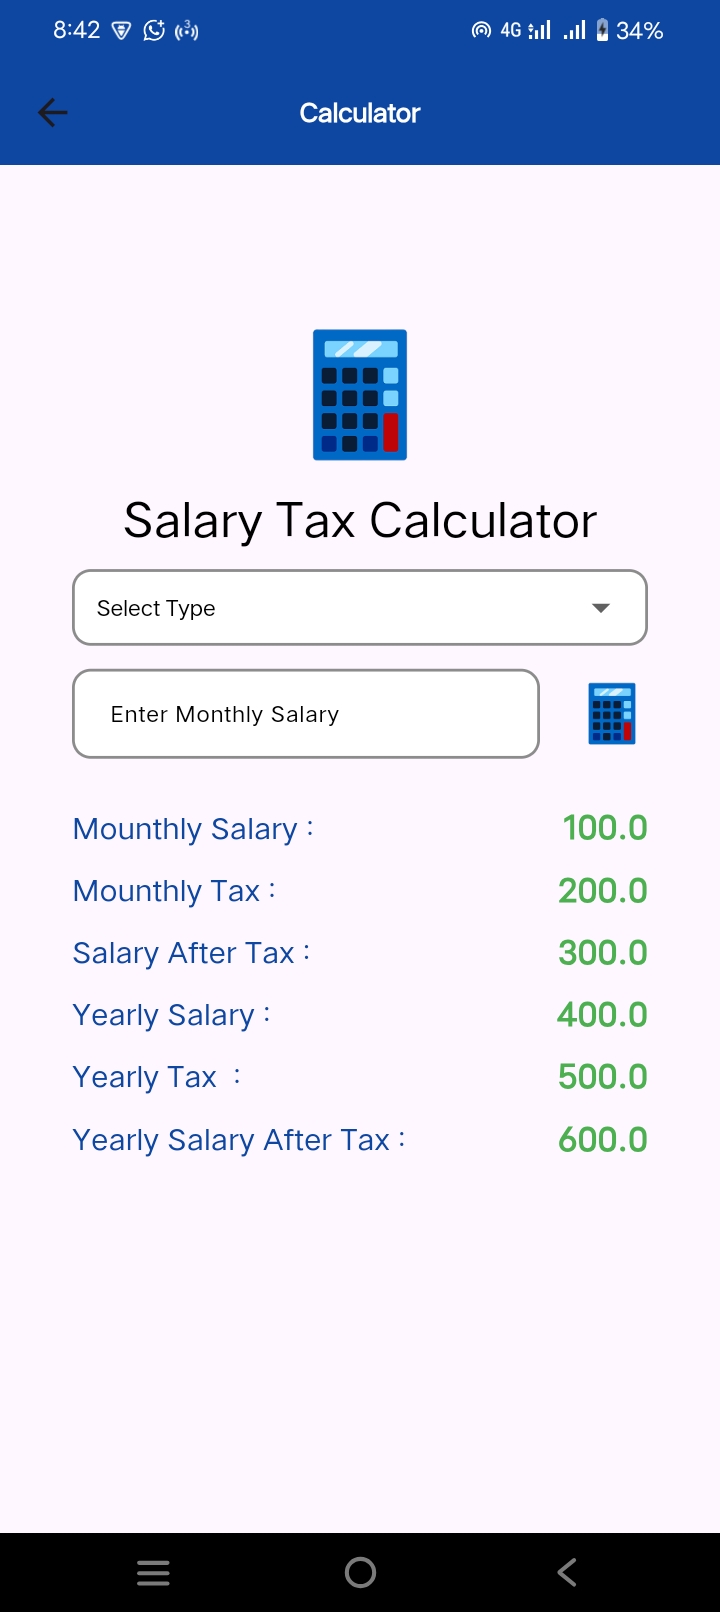 8:42 3 4G 34%
Calculator
Salary Tax Calculator
Select Type
Enter Monthly Salary
Mounthly Salary : 100.0
Mounthly Tax : 200.0
Salary After Tax : 300.0
Yearly Salary : 400.0
Yearly Tax  : 500.0
Yearly Salary After Tax : 600.0